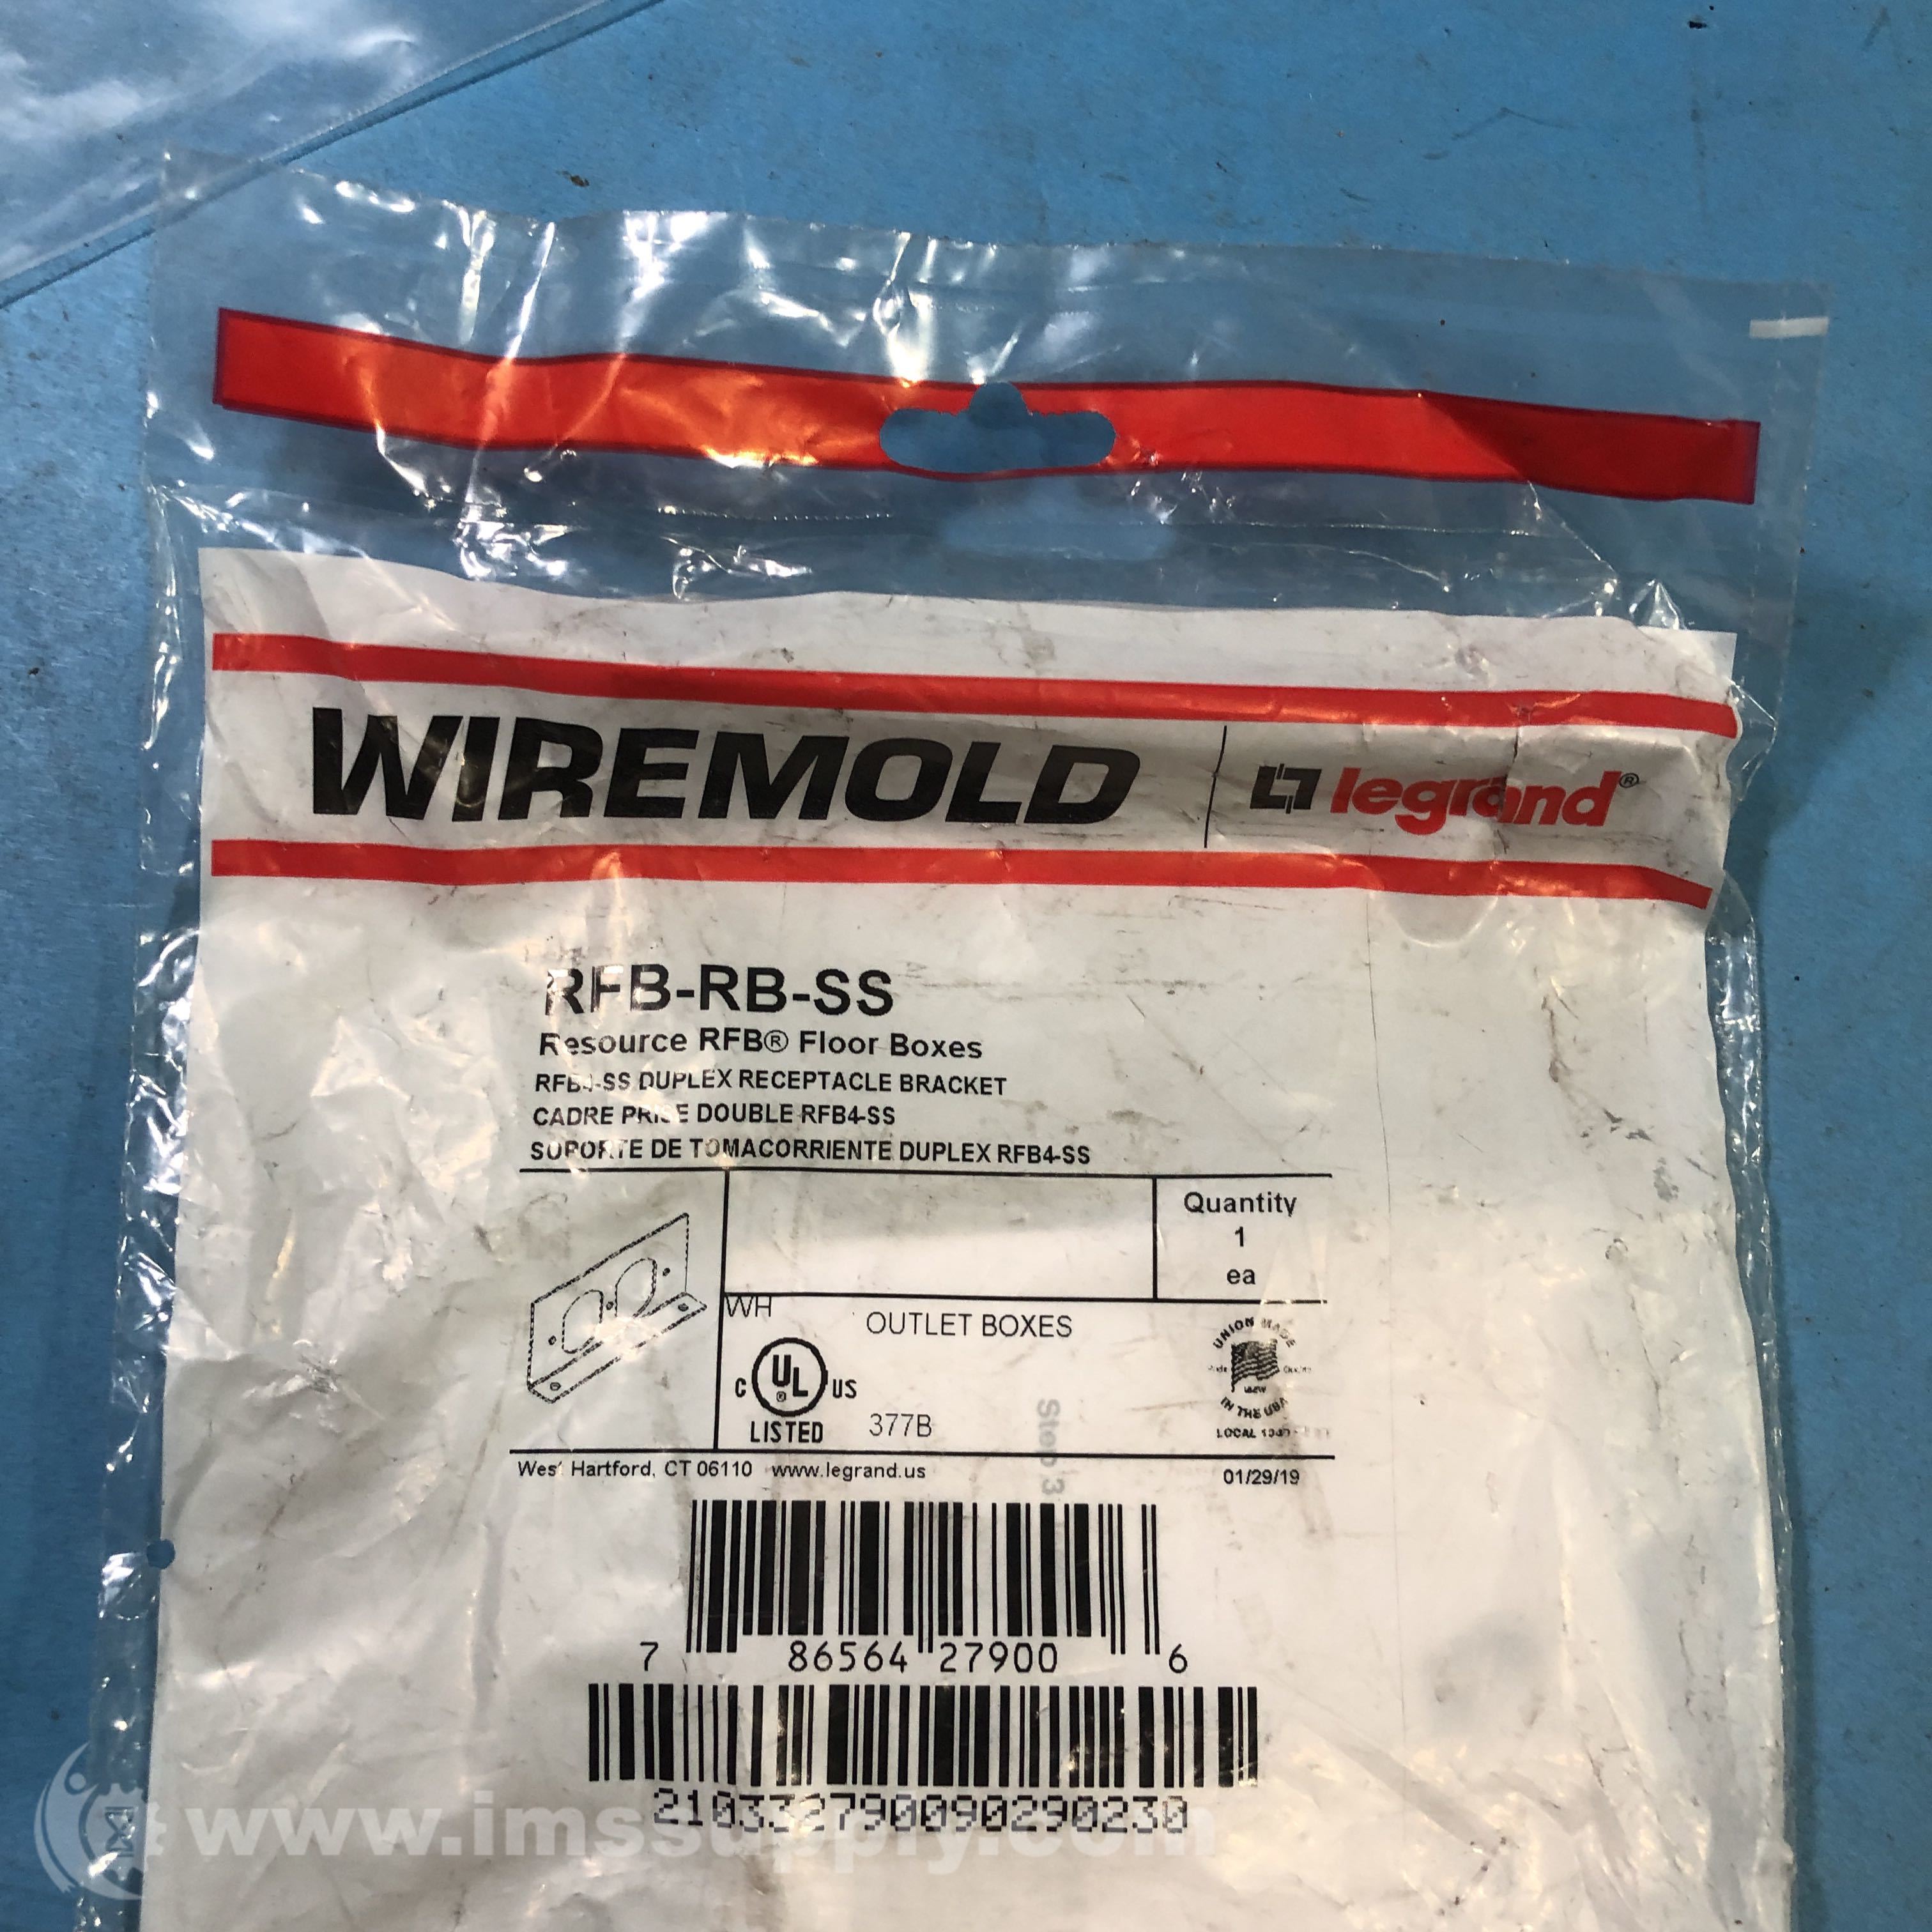 WIREMOLD legrand®
RFB-RB-SS
Resource RFB® Floor Boxes
RFB4-SS DUPLEX RECEPTACLE BRACKET
CADRE PRISE DOUBLE RFB4-SS
SOPORTE DE TOMACORRIENTE DUPLEX RFB4-SS
Quantity
1
ea
WH
OUTLET BOXES
C UL® US
LISTED 377B
UNION MADE
IBEW
IN THE USA
LOCAL
West Hartford, CT 06110 www.legrand.us 01/29/19
7 86564 27900 6
210332790090290230
www.imssupply.com